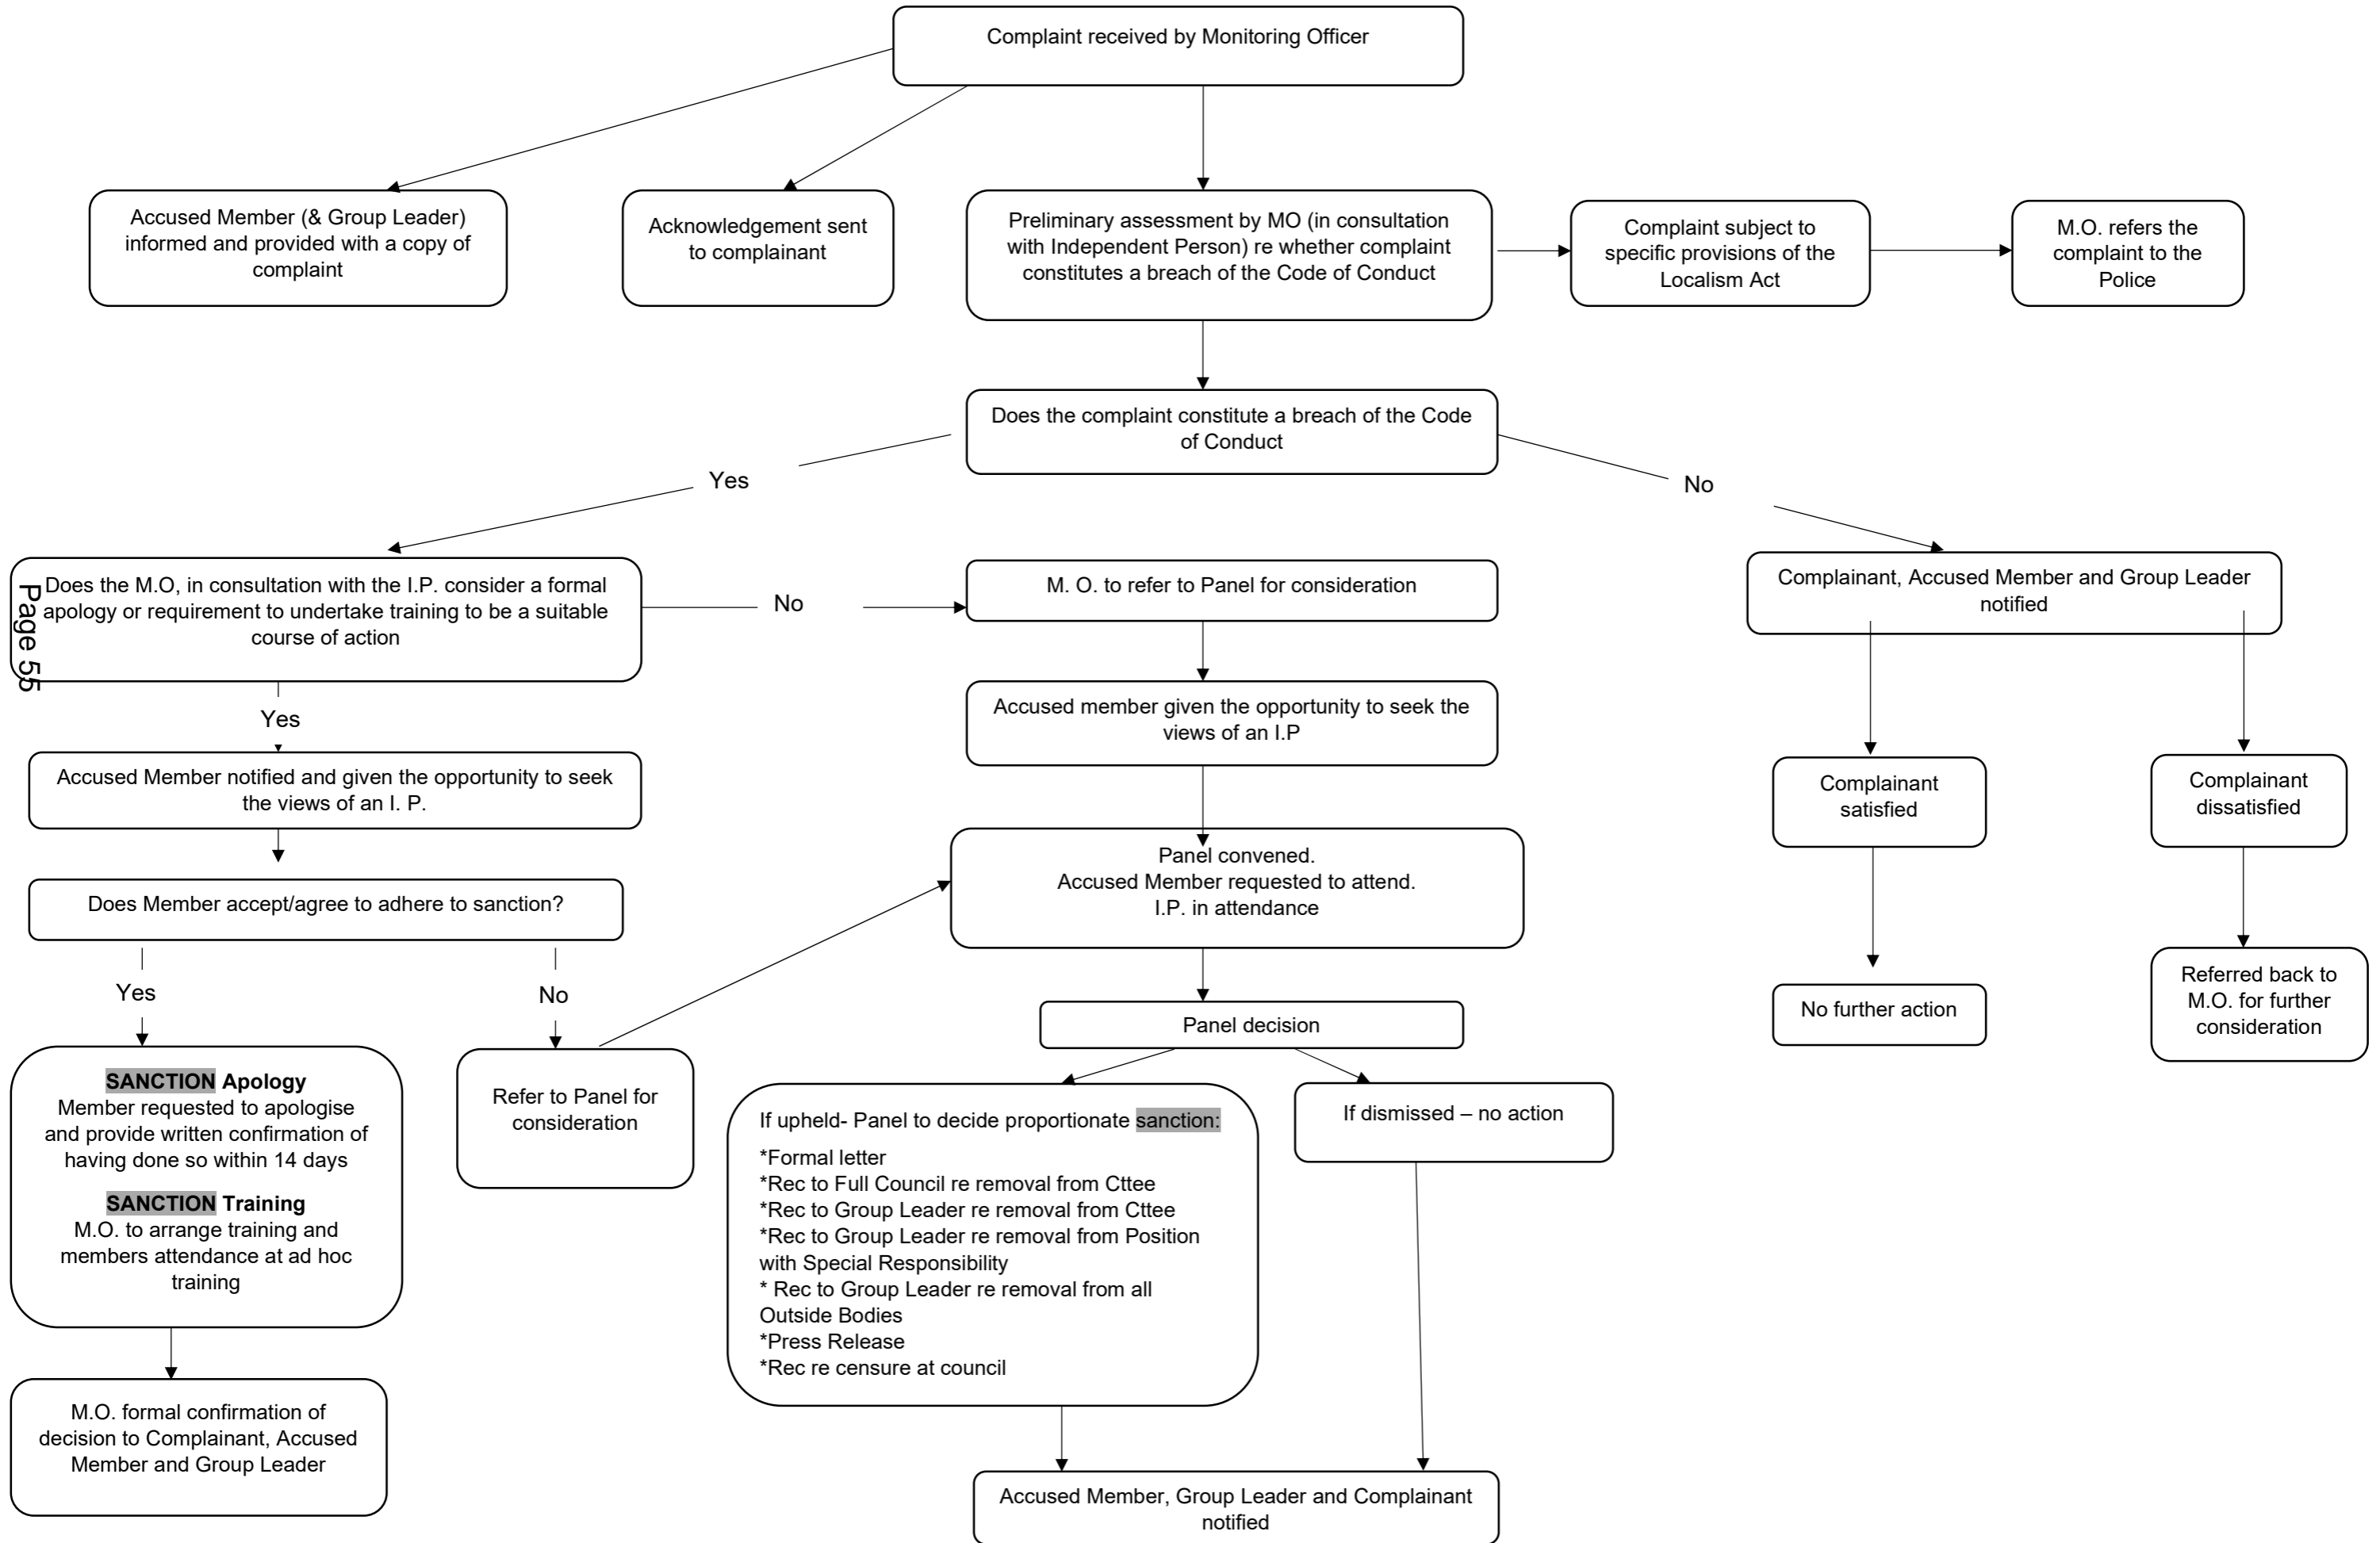 Complaint received by Monitoring Officer
Accused Member (& Group Leader)
informed and provided with a copy of
complaint
Acknowledgement sent
to complainant
Preliminary assessment by MO (in consultation
with Independent Person) re whether complaint
constitutes a breach of the Code of Conduct
Complaint subject to
specific provisions of the
Localism Act
M.O. refers the
complaint to the
Police
Does the complaint constitute a breach of the Code
of Conduct
Yes
No
Page 55
Does the M.O, in consultation with the I.P. consider a formal
apology or requirement to undertake training to be a suitable
course of action
No
M. O. to refer to Panel for consideration
Complainant, Accused Member and Group Leader
notified
Yes
Accused member given the opportunity to seek the
views of an I.P
Accused Member notified and given the opportunity to seek
the views of an I. P.
Complainant
satisfied
Complainant
dissatisfied
Does Member accept/agree to adhere to sanction?
Panel convened.
Accused Member requested to attend.
I.P. in attendance
Yes
No
No further action
Referred back to
M.O. for further
consideration
Panel decision
SANCTION Apology
Member requested to apologise
and provide written confirmation of
having done so within 14 days
SANCTION Training
M.O. to arrange training and
members attendance at ad hoc
training
Refer to Panel for
consideration
If upheld- Panel to decide proportionate sanction:
*Formal letter
*Rec to Full Council re removal from Cttee
*Rec to Group Leader re removal from Cttee
*Rec to Group Leader re removal from Position
with Special Responsibility
* Rec to Group Leader re removal from all
Outside Bodies
*Press Release
*Rec re censure at council
If dismissed – no action
M.O. formal confirmation of
decision to Complainant, Accused
Member and Group Leader
Accused Member, Group Leader and Complainant
notified